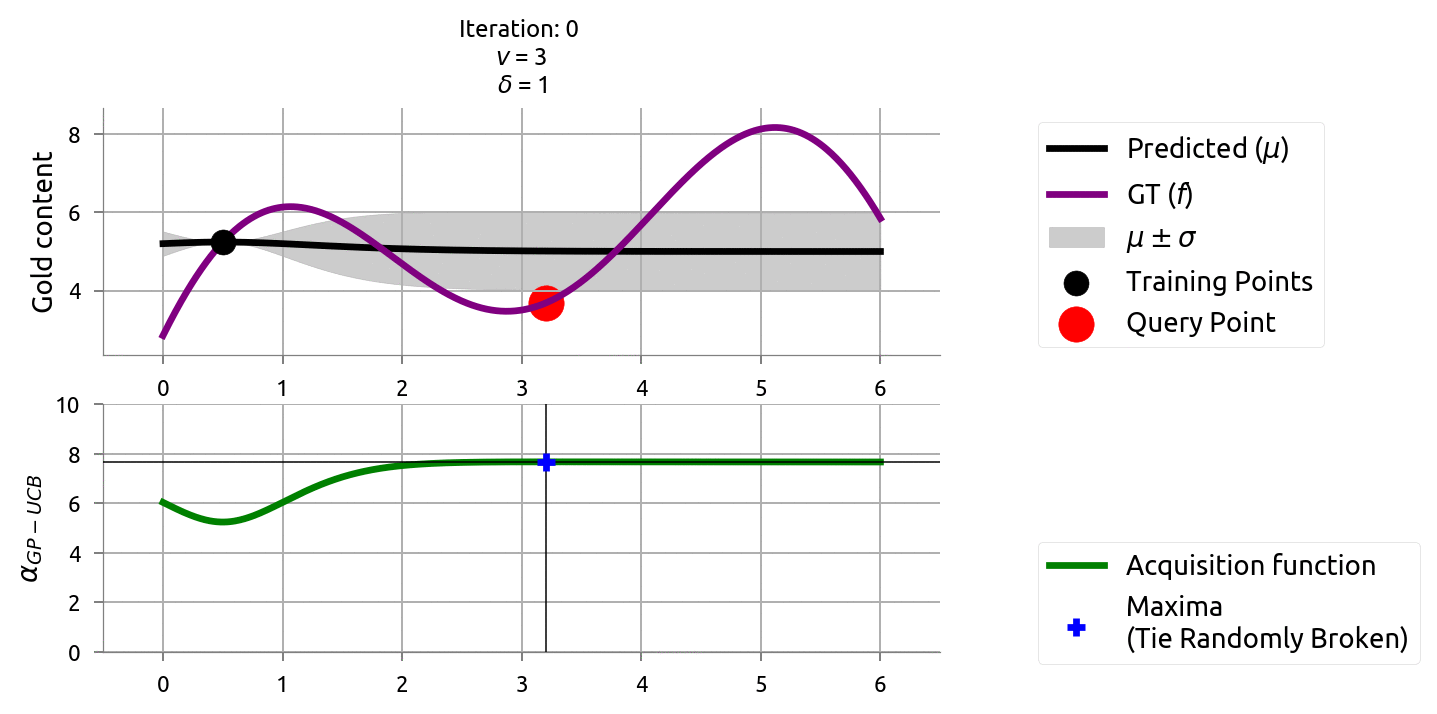 Iteration: 0
ν = 3
δ = 1
Gold content
8
6
4
0 1 2 3 4 5 6
Predicted (μ)
GT (f)
μ ± σ
Training Points
Query Point
α_{GP − UCB}
10
8
6
4
2
0
0 1 2 3 4 5 6
Acquisition function
Maxima
(Tie Randomly Broken)